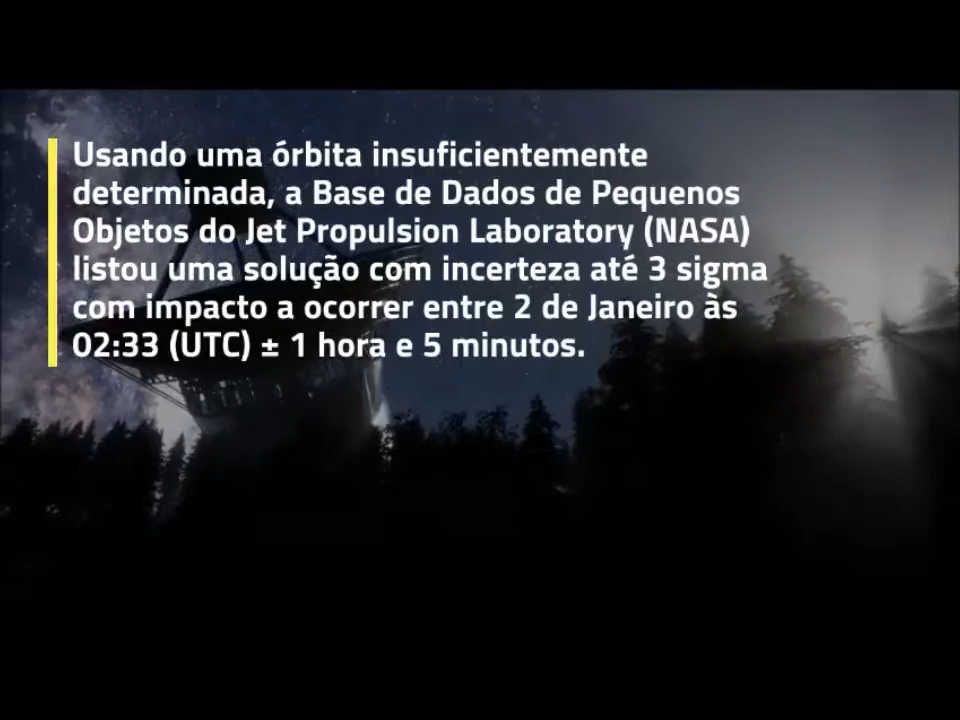 Usando uma órbita insuficientemente
determinada, a Base de Dados de Pequenos
Objetos do Jet Propulsion Laboratory (NASA)
listou uma solução com incerteza até 3 sigma
com impacto a ocorrer entre 2 de Janeiro às
02:33 (UTC) ± 1 hora e 5 minutos.